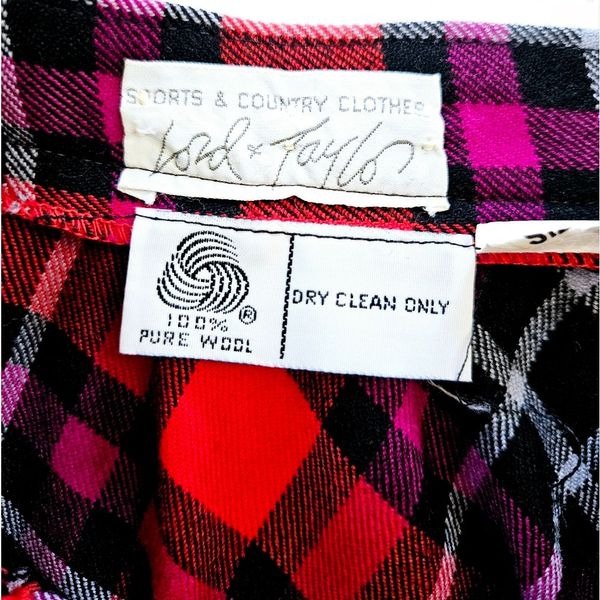 SPORTS & COUNTRY CLOTHES
Lord & Taylor
100%
PURE WOOL
®
DRY CLEAN ONLY